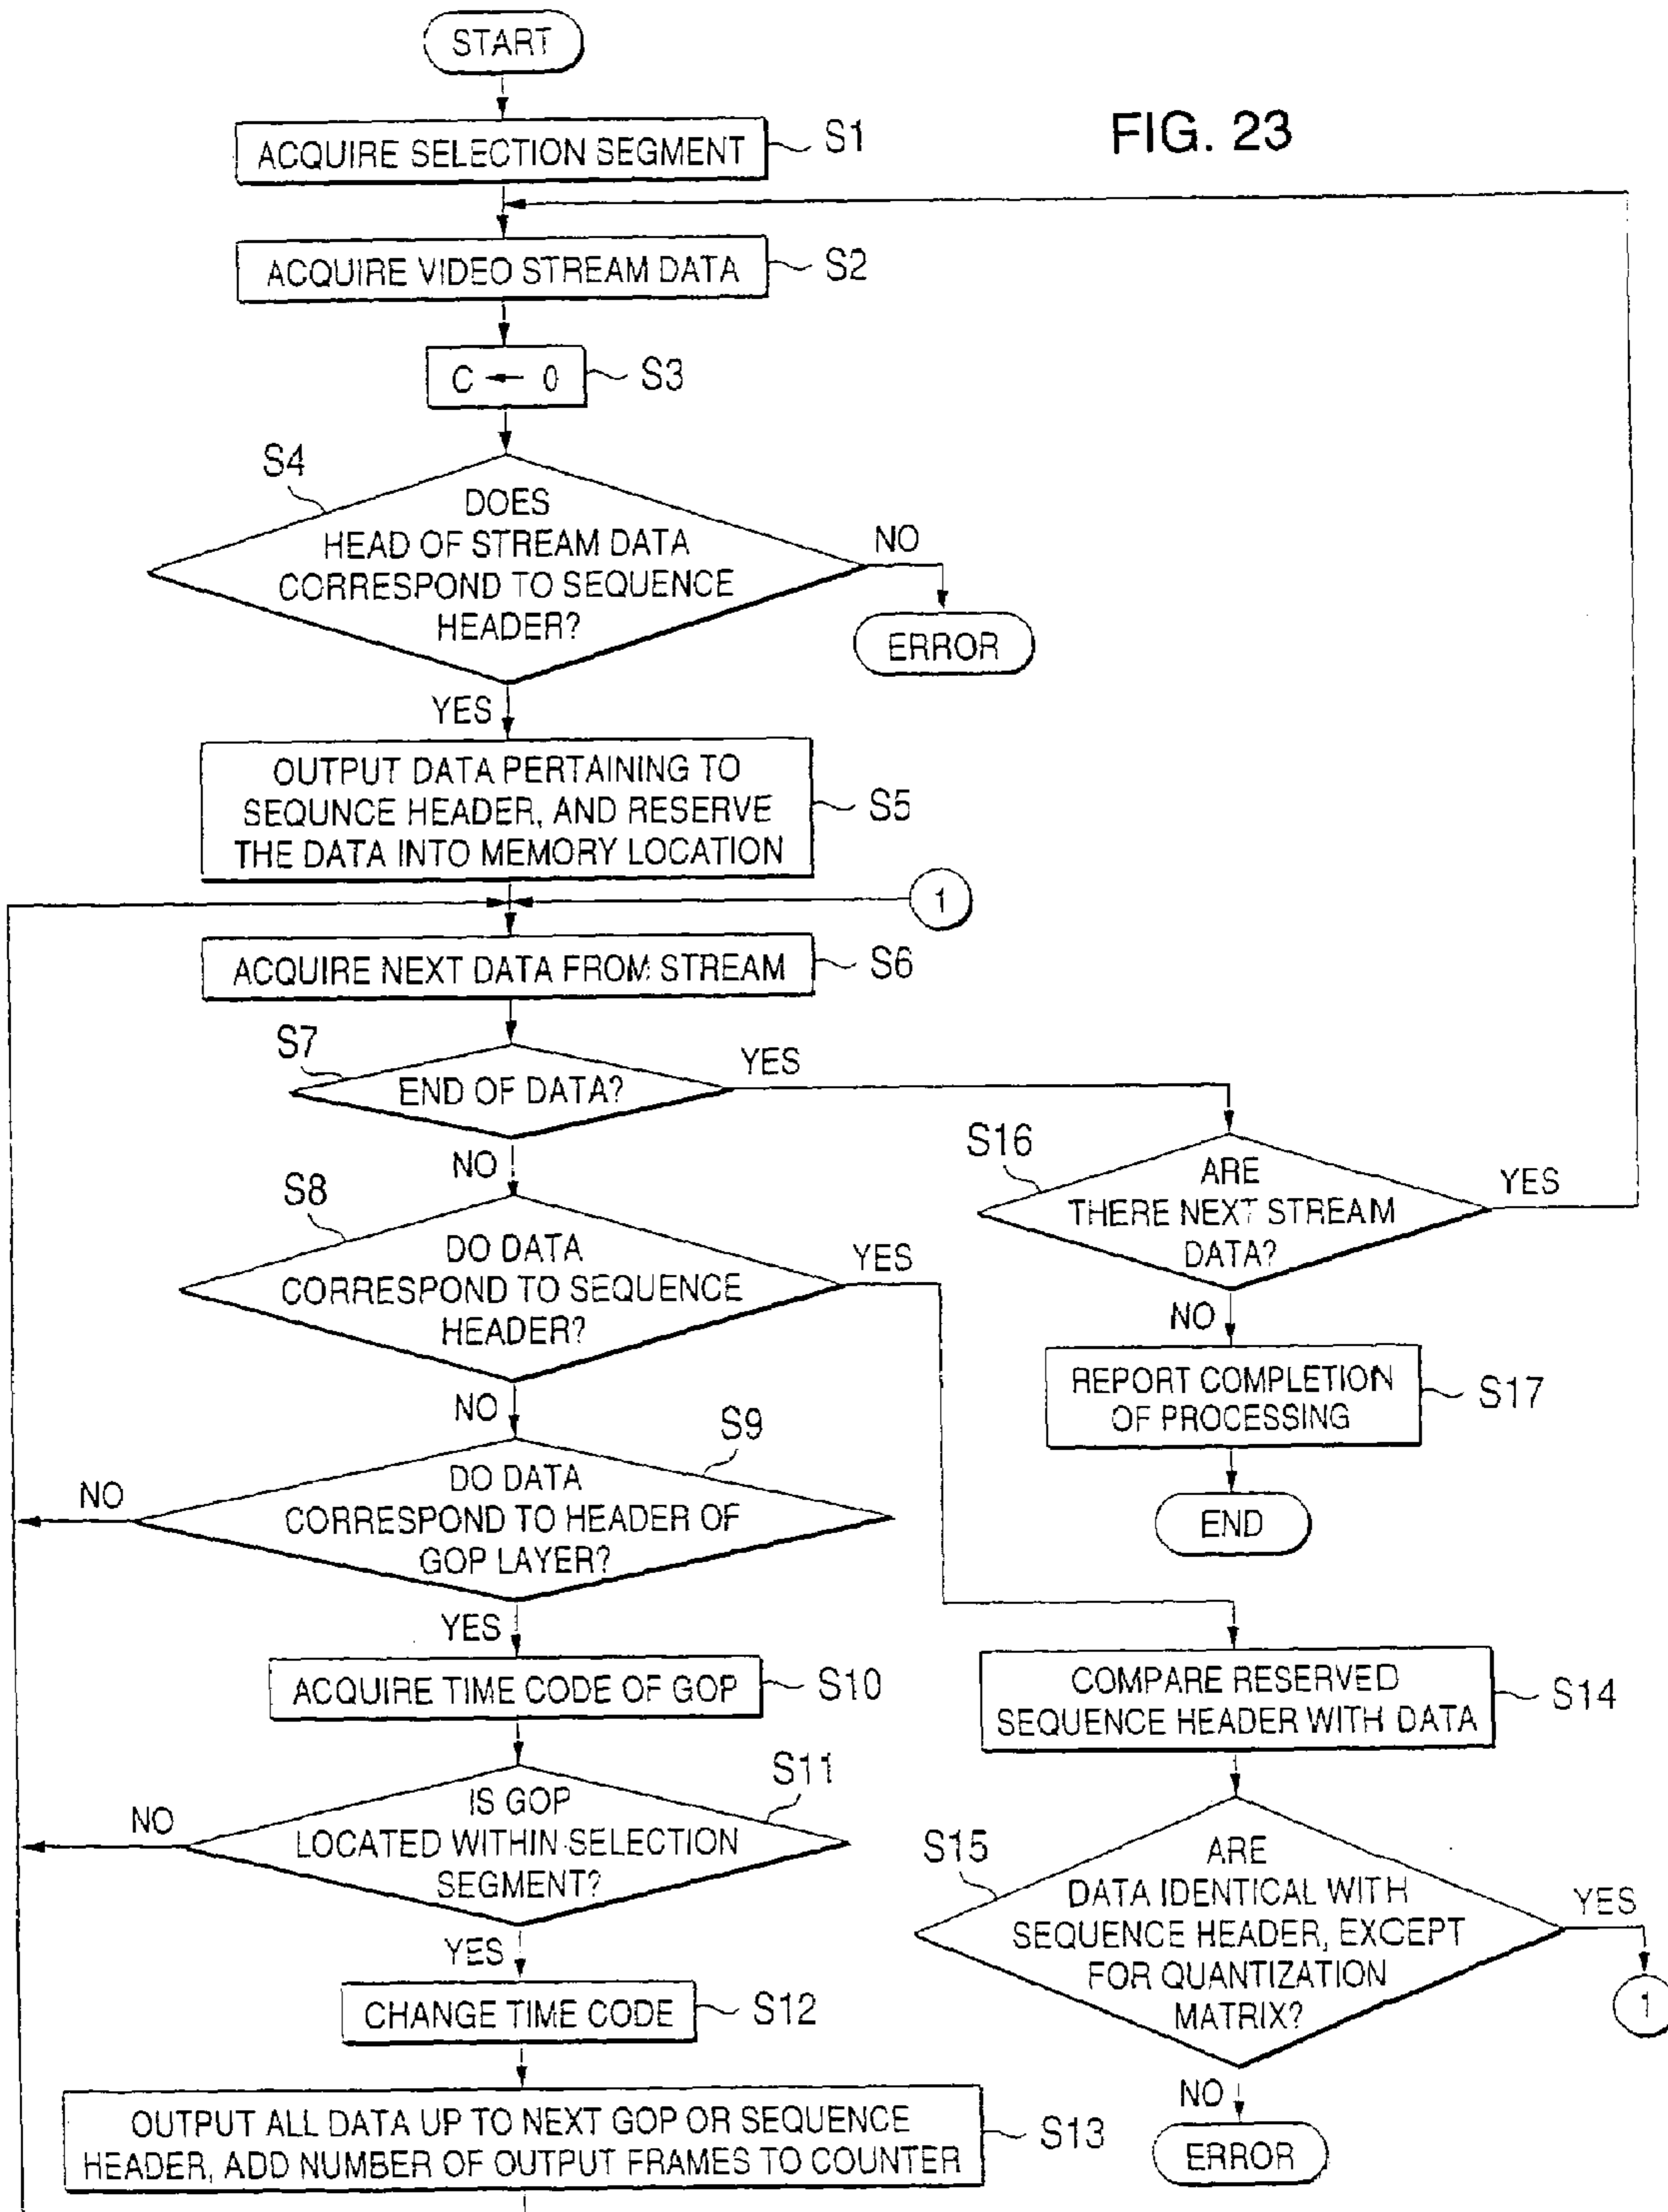 START
FIG. 23
ACQUIRE SELECTION SEGMENT
S1
ACQUIRE VIDEO STREAM DATA
S2
C ← 0
S3
S4
DOES
HEAD OF STREAM DATA
CORRESPOND TO SEQUENCE
HEADER?
NO
ERROR
YES
OUTPUT DATA PERTAINING TO
SEQUNCE HEADER, AND RESERVE
THE DATA INTO MEMORY LOCATION
S5
1
ACQUIRE NEXT DATA FROM STREAM
S6
S7
END OF DATA?
YES
NO
S16
ARE
THERE NEXT STREAM
DATA?
YES
NO
REPORT COMPLETION
OF PROCESSING
S17
END
S8
DO DATA
CORRESPOND TO SEQUENCE
HEADER?
YES
NO
S9
DO DATA
CORRESPOND TO HEADER OF
GOP LAYER?
NO
YES
ACQUIRE TIME CODE OF GOP
S10
S11
IS GOP
LOCATED WITHIN SELECTION
SEGMENT?
NO
YES
CHANGE TIME CODE
S12
OUTPUT ALL DATA UP TO NEXT GOP OR SEQUENCE
HEADER, ADD NUMBER OF OUTPUT FRAMES TO COUNTER
S13
COMPARE RESERVED
SEQUENCE HEADER WITH DATA
S14
S15
ARE
DATA IDENTICAL WITH
SEQUENCE HEADER, EXCEPT
FOR QUANTIZATION
MATRIX?
YES
1
NO
ERROR